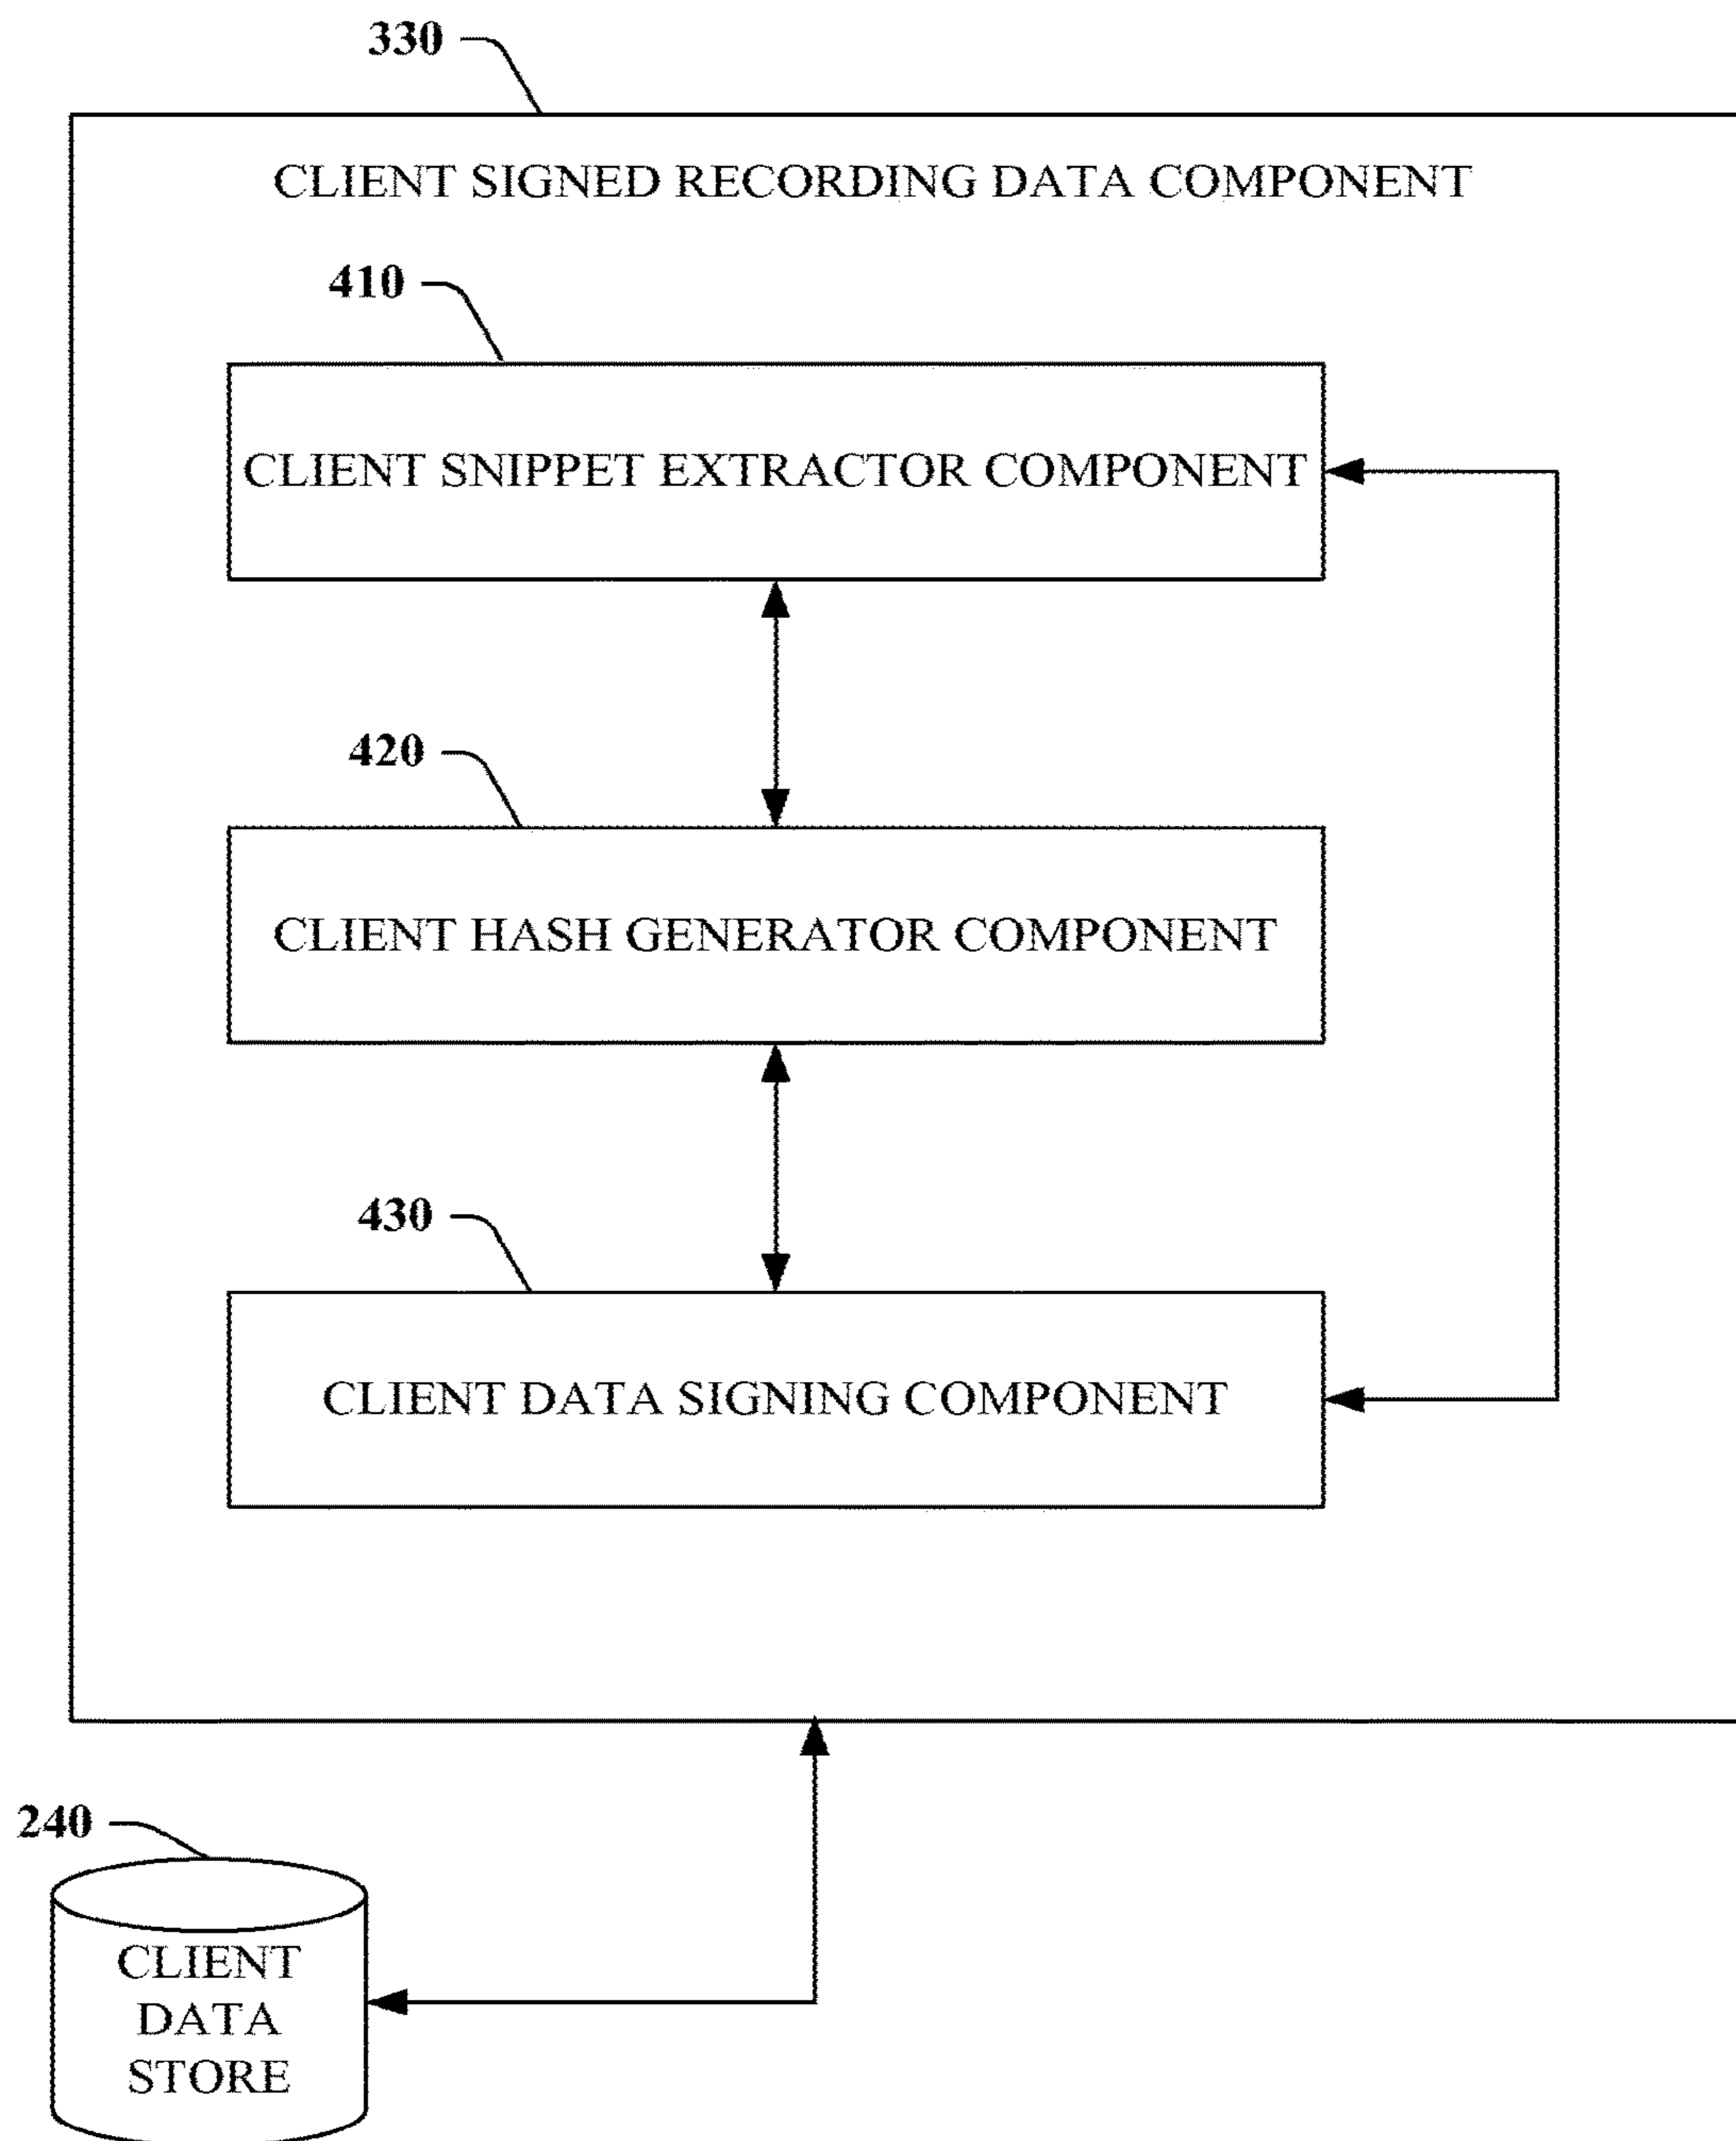 330
CLIENT SIGNED RECORDING DATA COMPONENT
410
CLIENT SNIPPET EXTRACTOR COMPONENT
420
CLIENT HASH GENERATOR COMPONENT
430
CLIENT DATA SIGNING COMPONENT
240
CLIENT
DATA
STORE